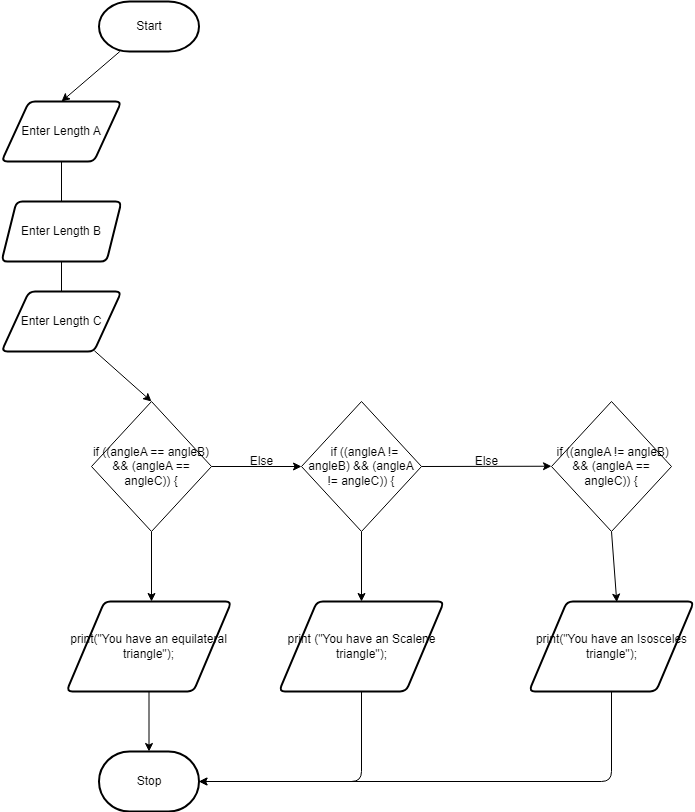 Start
Enter Length A
Enter Length B
Enter Length C
if ((angleA == angleB)
&& (angleA ==
angleC)) {
Else
if ((angleA !=
angleB) && (angleA
!= angleC)) {
Else
if ((angleA != angleB)
&& (angleA ==
angleC)) {
print("You have an equilateral
triangle");
print ("You have an Scalene
triangle");
print("You have an Isosceles
triangle");
Stop